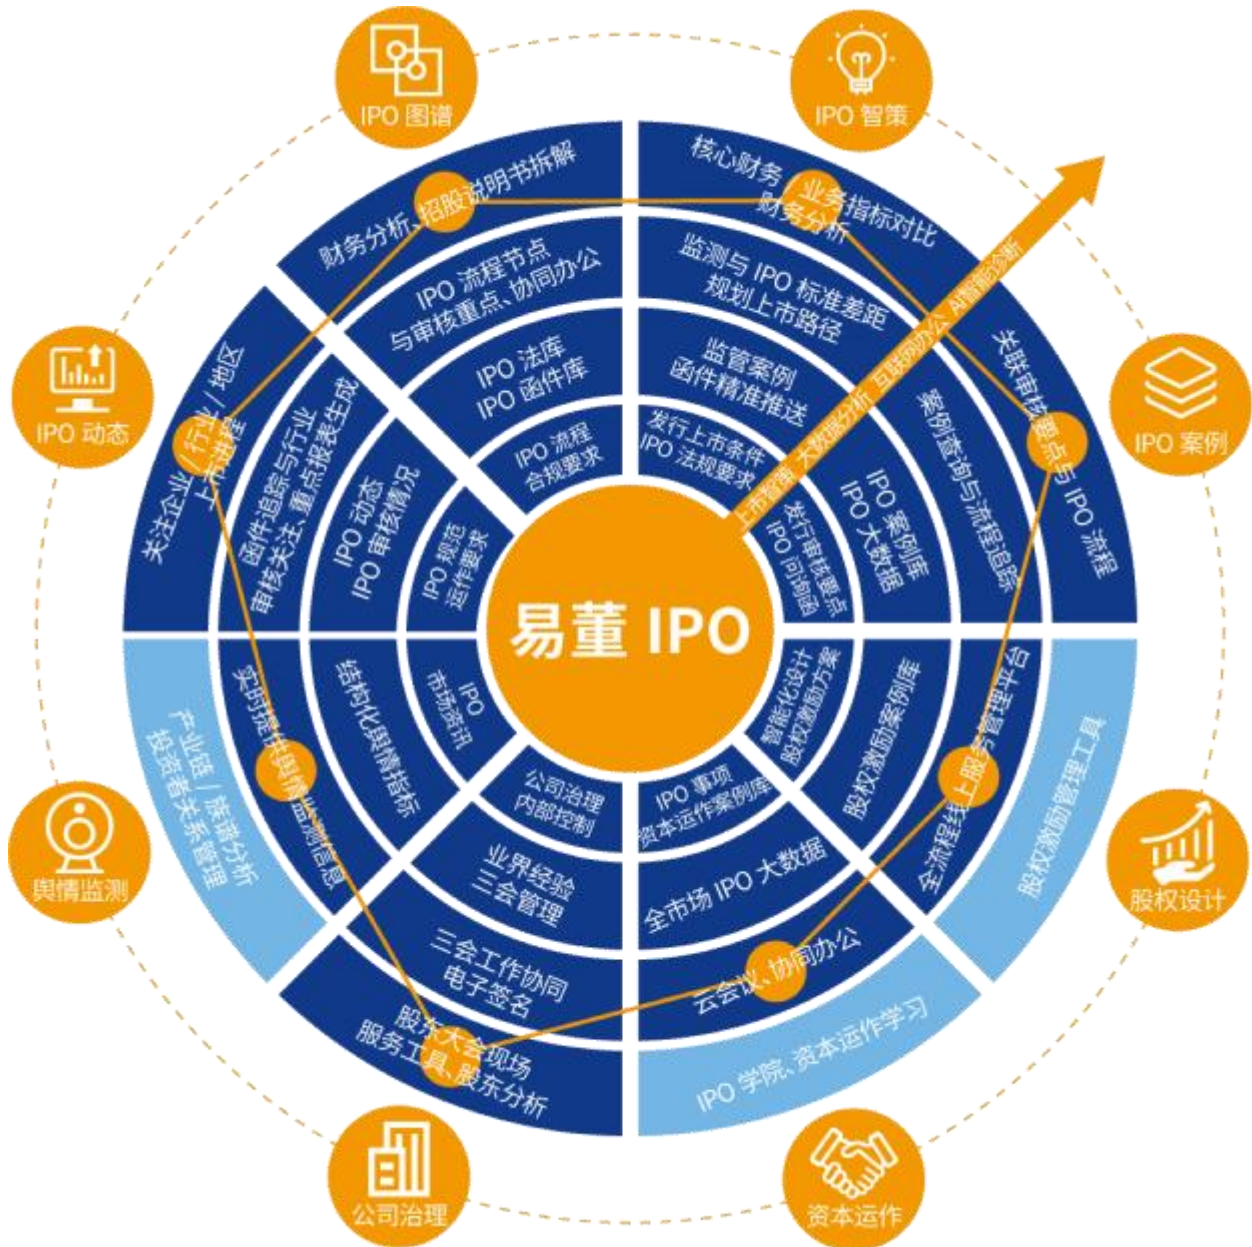 IPO 图谱
IPO 智策
IPO 动态
IPO 案例
舆情监测
股权设计
公司治理
资本运作
易董 IPO
财务分析、招股说明书拆解
IPO 流程节点
与审核重点、协同办公
IPO 法库
IPO 函件库
IPO 流程
合规要求
核心财务 / 业务指标对比
财务分析
监测与 IPO 标准差距
规划上市路径
监管案例
函件精准推送
发行上市条件
IPO 法规要求
上市智策 大数据分析 互联协办公 AI智能诊断
关联审核要点与 IPO 流程
案例查询与流程追踪
IPO 案例库
IPO 大数据
发行审核要点
IPO 问询函
股权激励管理工具
全流程线上服务管理平台
股权激励案例库
智能化设计
股权激励方案
IPO 学院、资本运作学习
云会议、协同办公
全市场 IPO 大数据
IPO 事项
资本运作案例库
股东大会现场
服务工具、股东分析
三会工作协同
电子签名
业界经验
三会管理
公司治理
内部控制
产业链 / 族谱分析
投资者关系管理
实时提供舆情监测信息
结构化舆情指标
IPO
市场资讯
关注企业 / 行业 / 地区
上市进程
函件追踪与行业
审核关注、重点报表生成
IPO 动态
IPO 审核情况
IPO 规范
运作要求